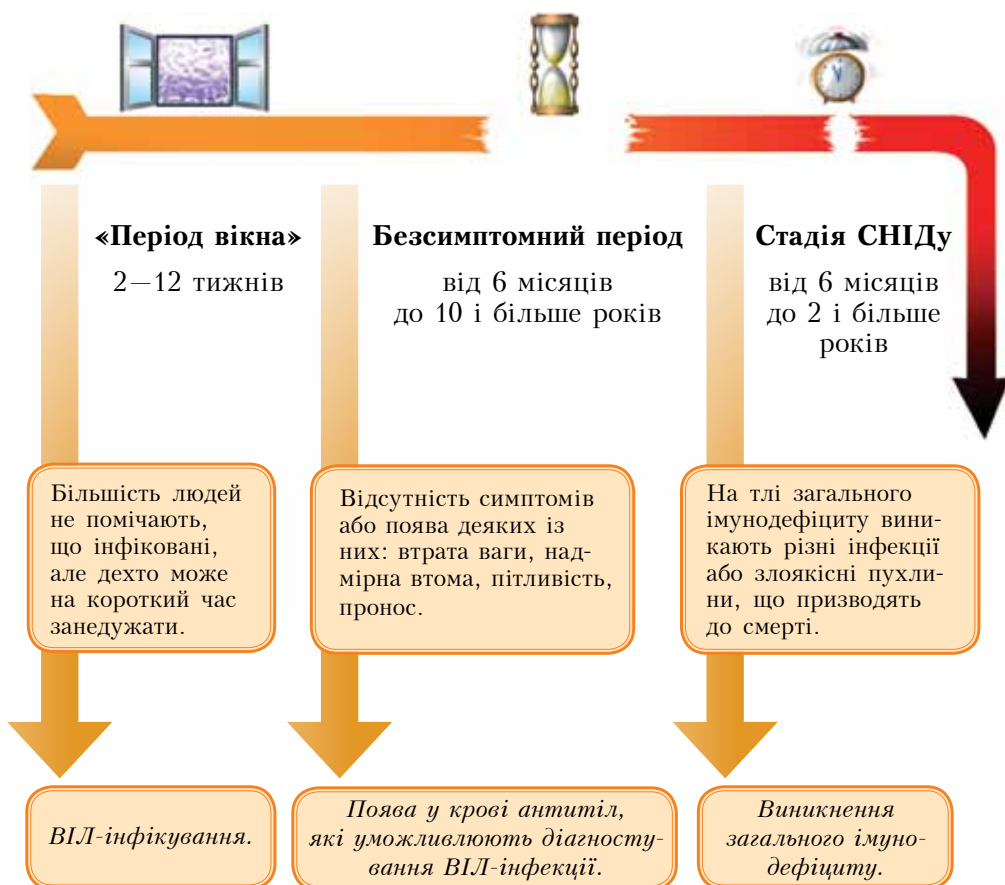 «Період вікна»
2—12 тижнів
Безсимптомний період
від 6 місяців
до 10 і більше років
Стадія СНІДу
від 6 місяців
до 2 і більше
років
Більшість людей
не помічають,
що інфіковані,
але дехто може
на короткий час
занедужати.
Відсутність симптомів
або поява деяких із
них: втрата ваги, над-
мірна втома, пітливість,
пронос.
На тлі загального
імунодефіциту вини-
кають різні інфекції
або злоякісні пухли-
ни, що призводять
до смерті.
ВІЛ-інфікування.
Поява у крові антитіл,
які уможливлюють діагносту-
вання ВІЛ-інфекції.
Виникнення
загального імуно-
дефіциту.